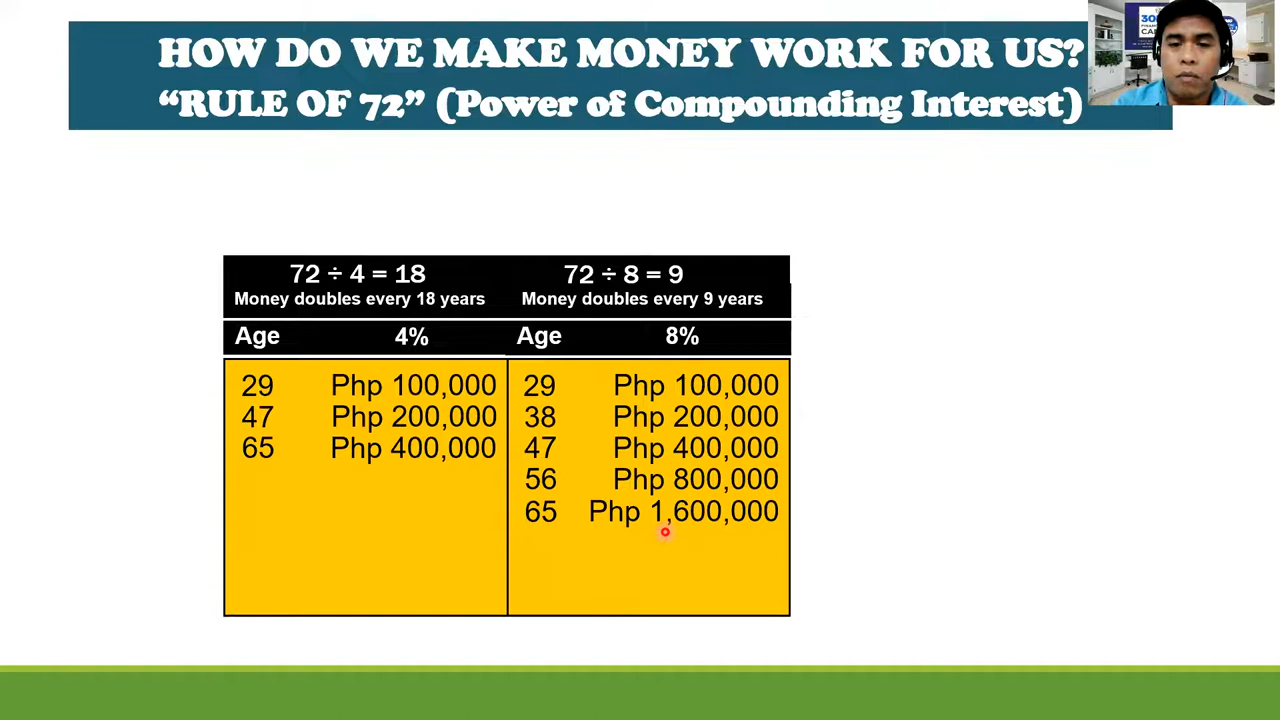 HOW DO WE MAKE MONEY WORK FOR US?
“RULE OF 72” (Power of Compounding Interest)
72 ÷ 4 = 18
Money doubles every 18 years
72 ÷ 8 = 9
Money doubles every 9 years
Age 4% Age 8%
29 Php 100,000 29 Php 100,000
47 Php 200,000 38 Php 200,000
65 Php 400,000 47 Php 400,000
56 Php 800,000
65 Php 1,600,000